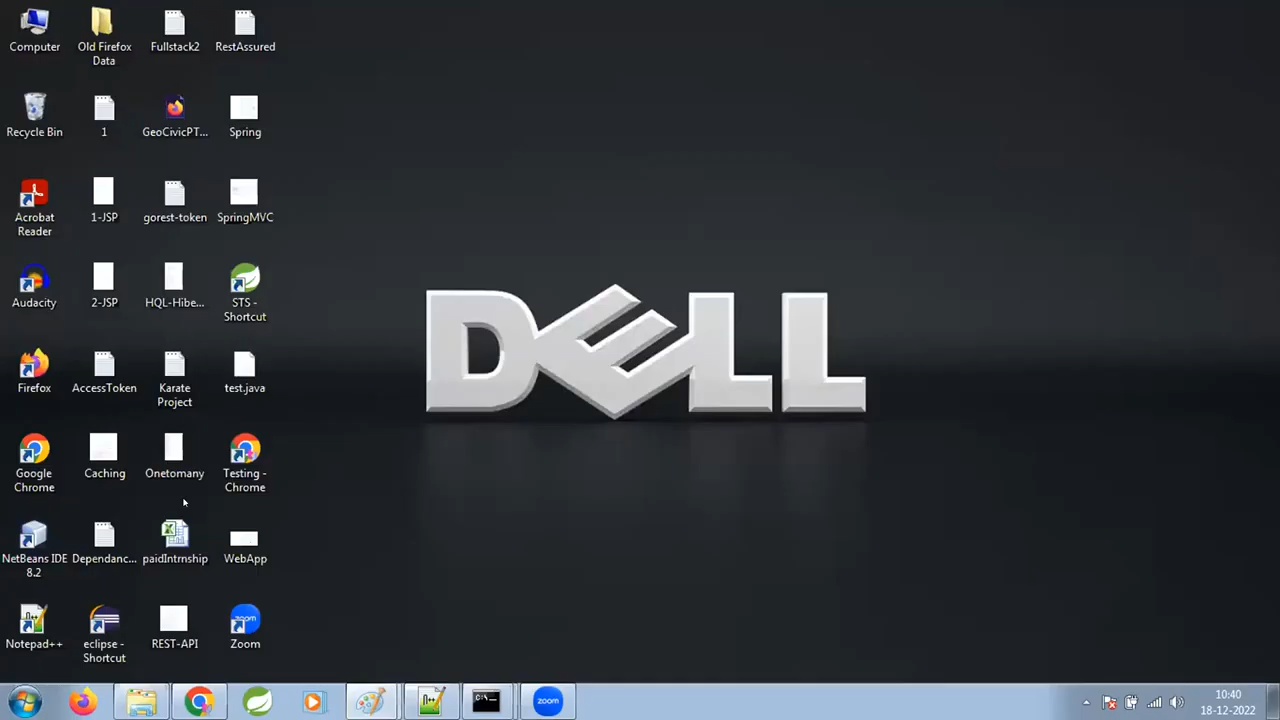 Computer
Old Firefox
Data
Fullstack2
RestAssured
Recycle Bin
1
GeoCivicPT...
Spring
Acrobat
Reader
1-JSP
gorest-token
SpringMVC
Audacity
2-JSP
HQL-Hibe...
STS -
Shortcut
Firefox
AccessToken
Karate
Project
test.java
Google
Chrome
Caching
Onetomany
Testing -
Chrome
NetBeans IDE
8.2
Dependanc...
paidIntrnship
WebApp
Notepad++
eclipse -
Shortcut
REST-API
zoom
Zoom
DELL
C:\
zoom
10:40
18-12-2022